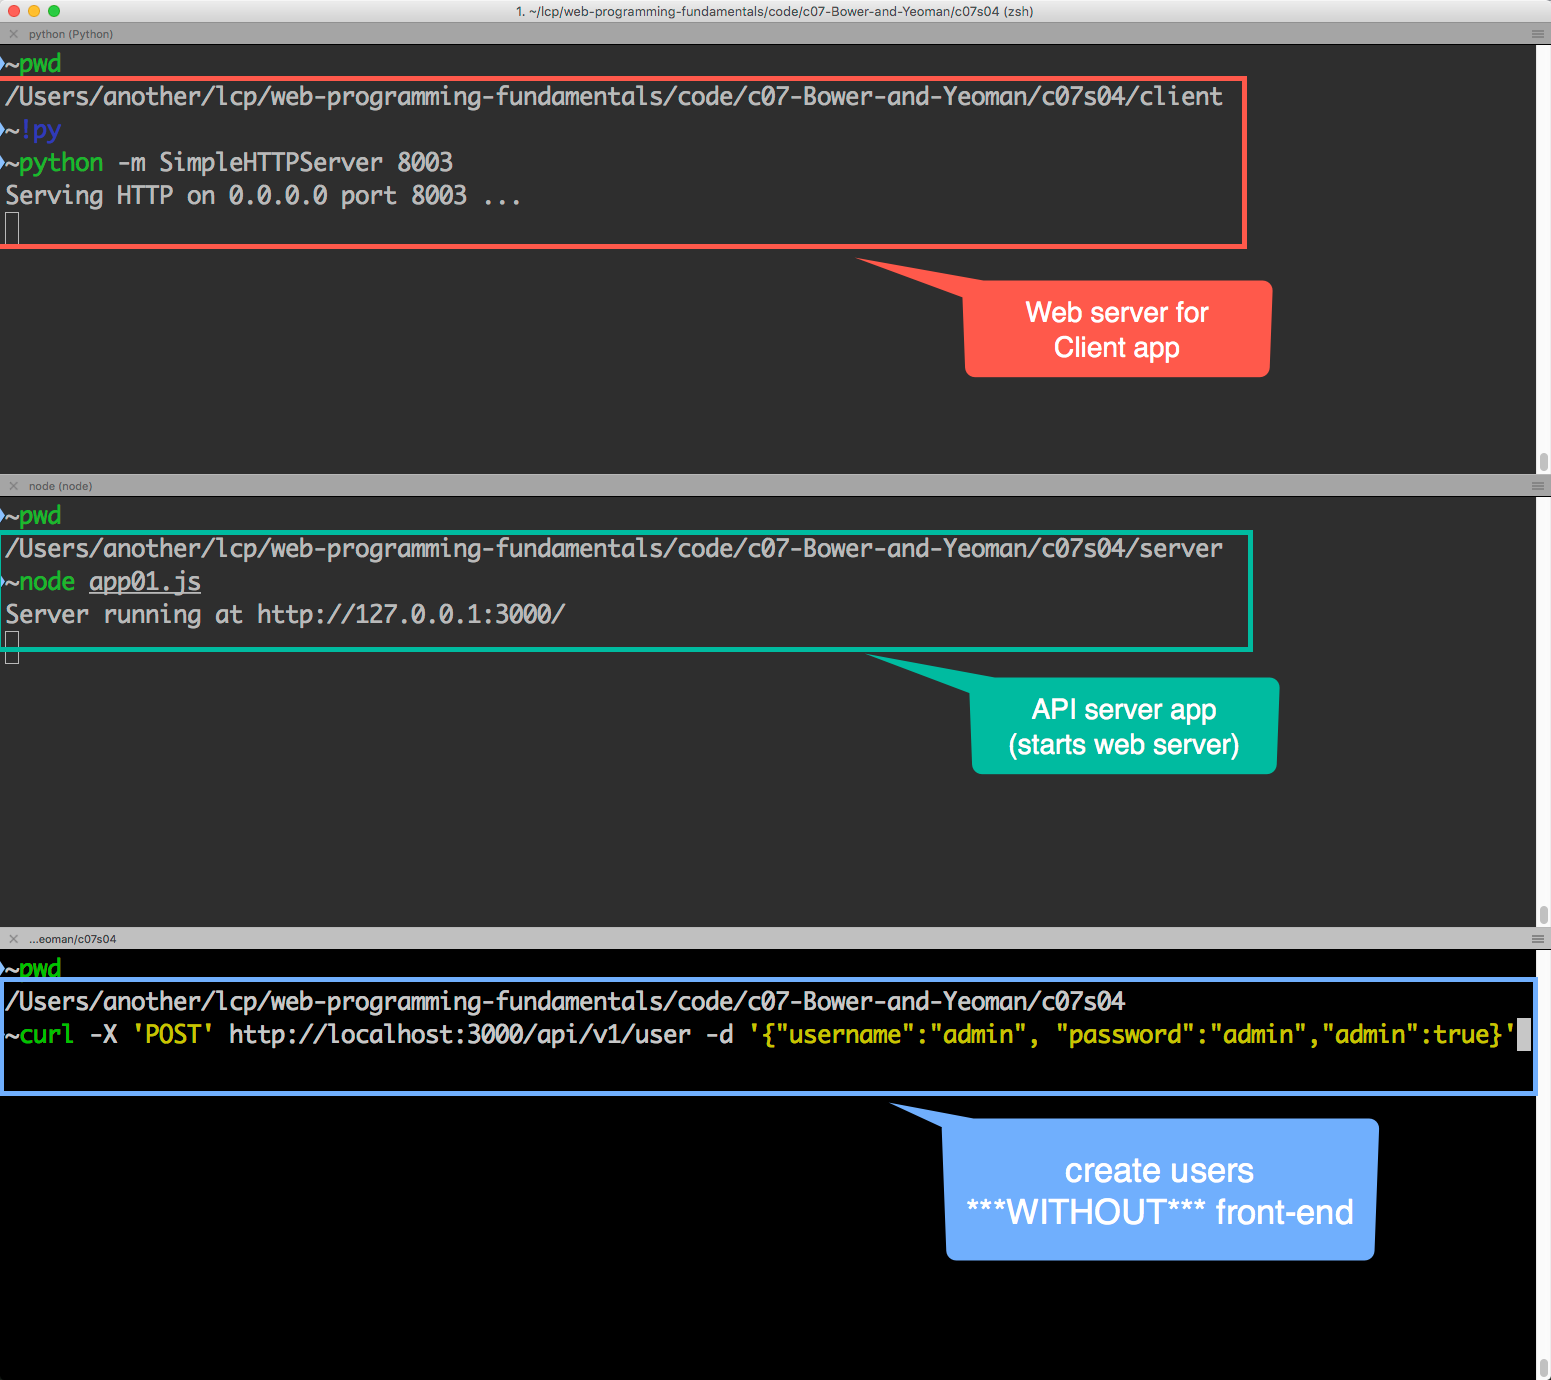 1. ~/lcp/web-programming-fundamentals/code/c07-Bower-and-Yeoman/c07s04 (zsh)
python (Python)
~pwd
/Users/another/lcp/web-programming-fundamentals/code/c07-Bower-and-Yeoman/c07s04/client
~!py
~python -m SimpleHTTPServer 8003
Serving HTTP on 0.0.0.0 port 8003 ...
Web server for
Client app
node (node)
~pwd
/Users/another/lcp/web-programming-fundamentals/code/c07-Bower-and-Yeoman/c07s04/server
~node app01.js
Server running at http://127.0.0.1:3000/
API server app
(starts web server)
...eoman/c07s04
~pwd
/Users/another/lcp/web-programming-fundamentals/code/c07-Bower-and-Yeoman/c07s04
~curl -X 'POST' http://localhost:3000/api/v1/user -d '{"username":"admin", "password":"admin","admin":true}'
create users
***WITHOUT*** front-end